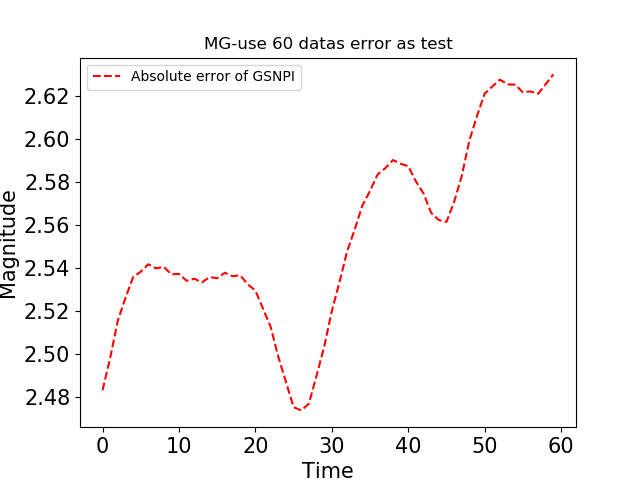 MG-use 60 datas error as test
Absolute error of GSNPI
Magnitude
2.62
2.60
2.58
2.56
2.54
2.52
2.50
2.48
0 10 20 30 40 50 60
Time